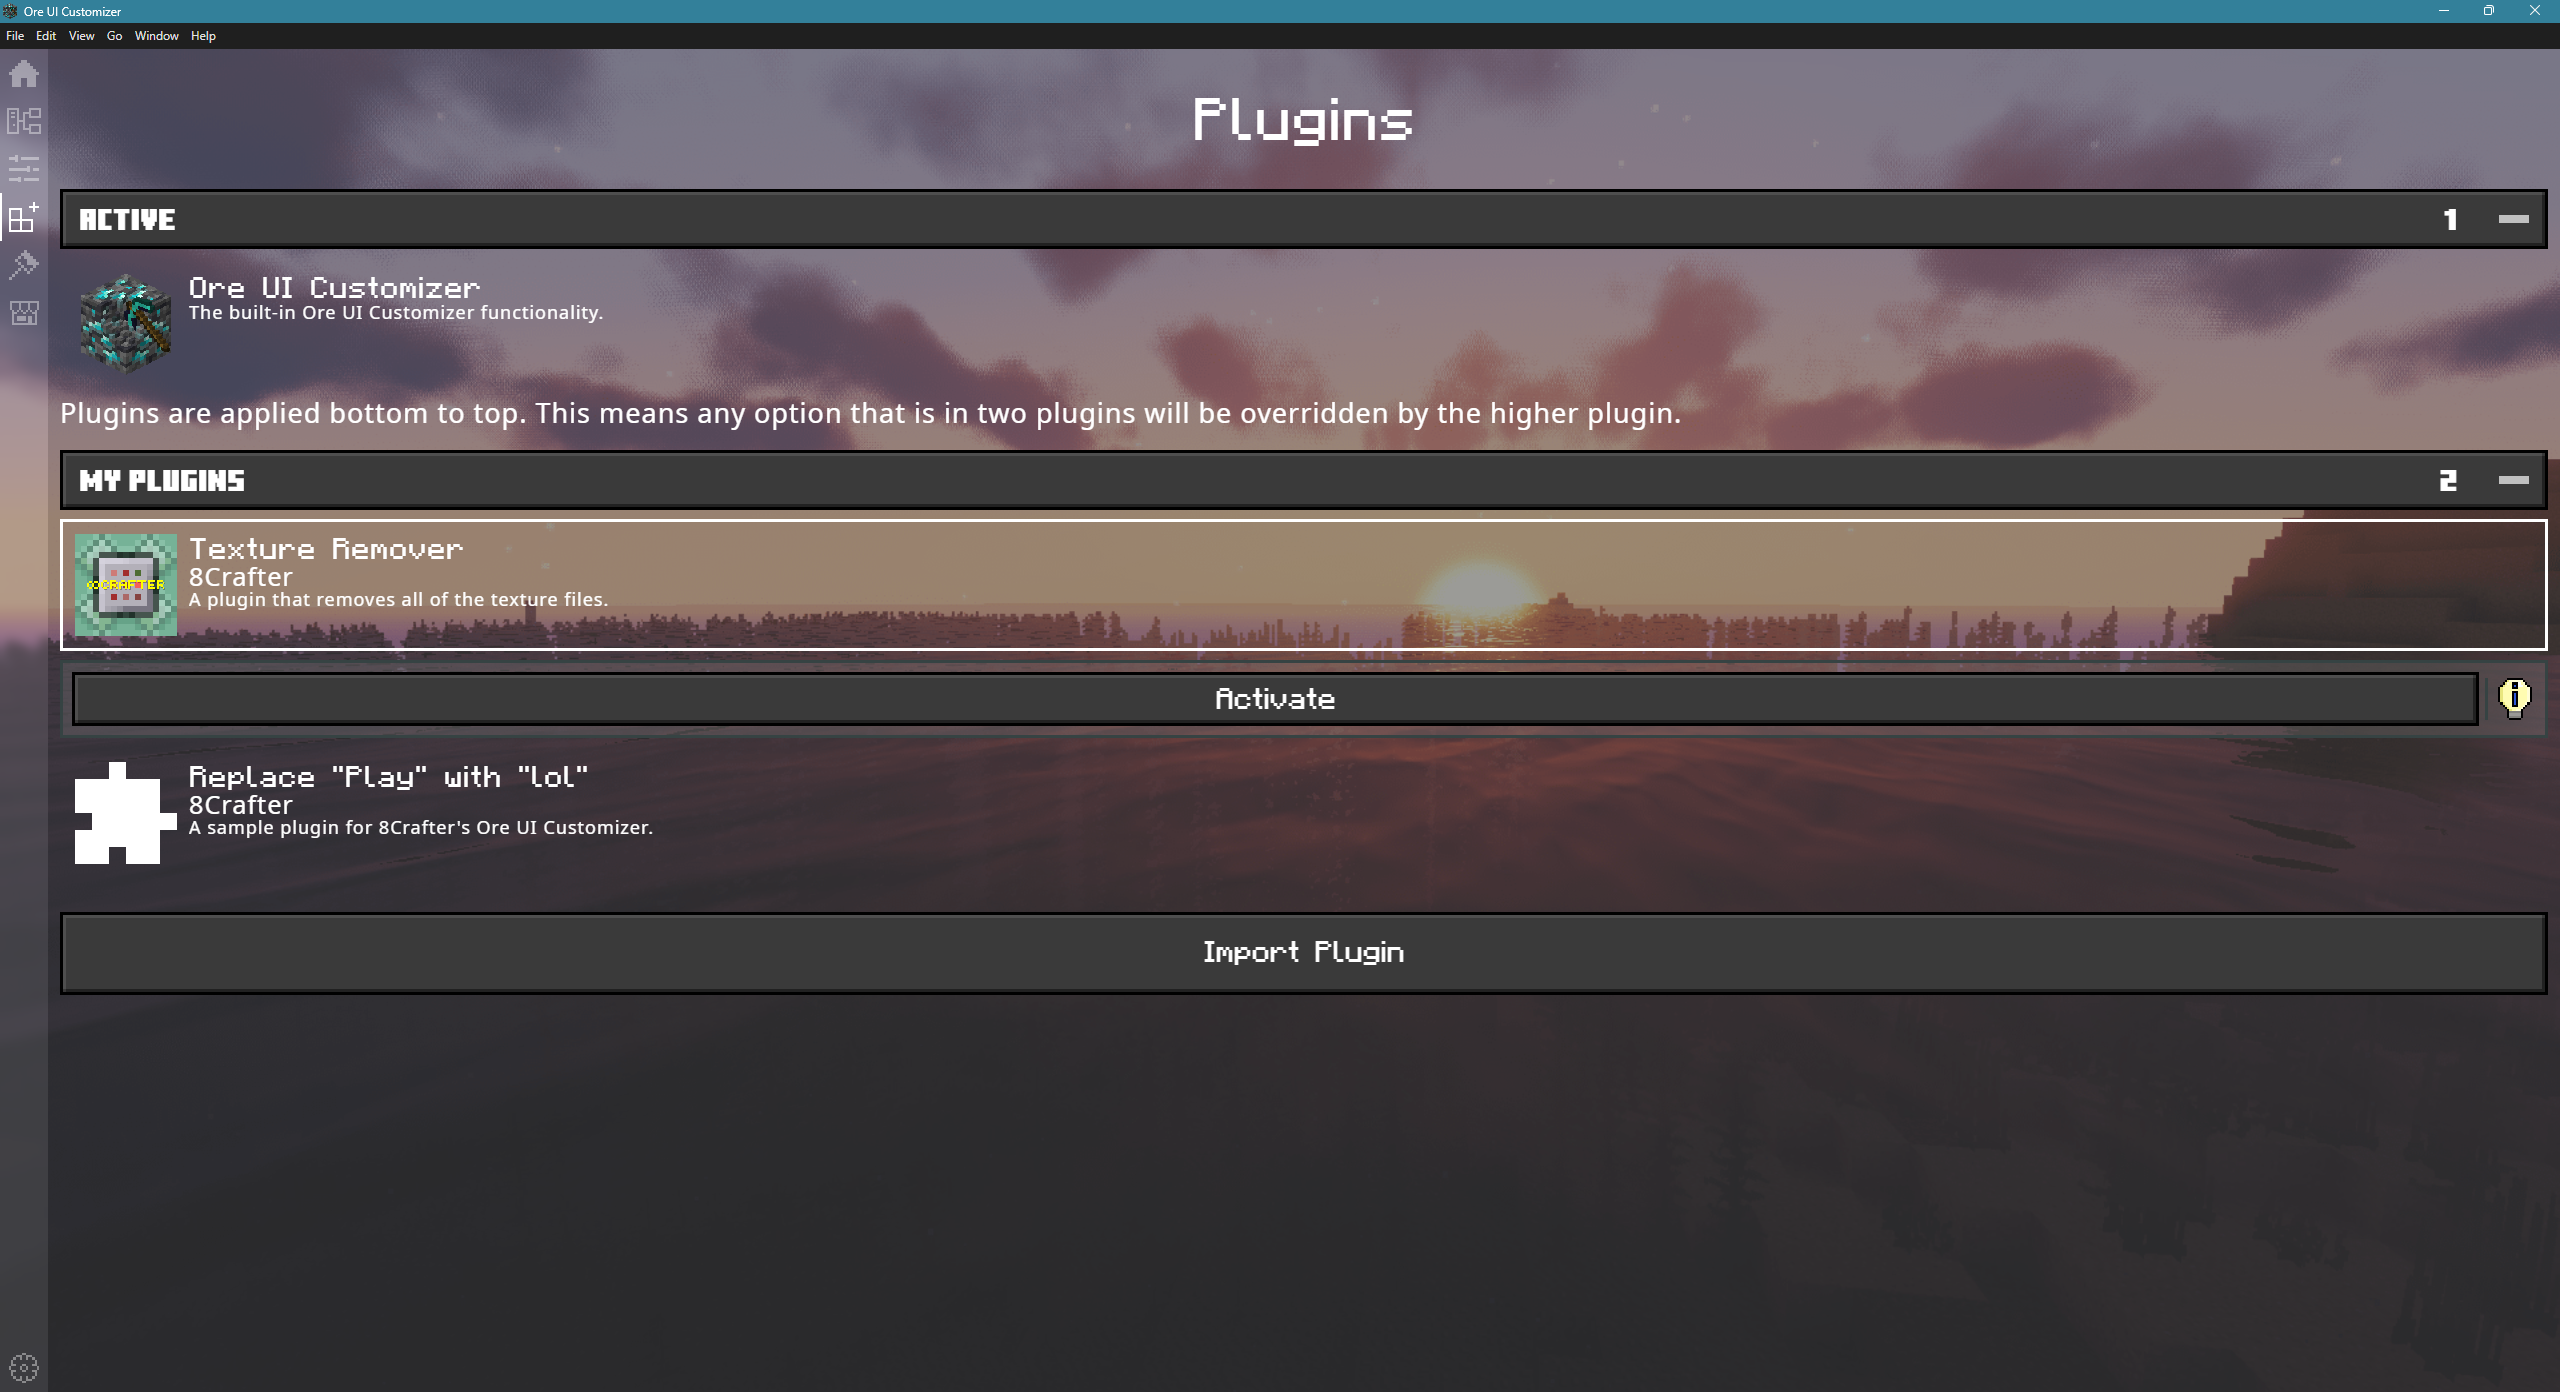 Ore UI Customizer
File Edit View Go Window Help
Plugins
ACTIVE 1
Ore UI Customizer
The built-in Ore UI Customizer functionality.
Plugins are applied bottom to top. This means any option that is in two plugins will be overridden by the higher plugin.
MY PLUGINS 2
Texture Remover
8Crafter
A plugin that removes all of the texture files.
∞CRAFTER
Activate
Replace "Play" with "lol"
8Crafter
A sample plugin for 8Crafter's Ore UI Customizer.
Import Plugin